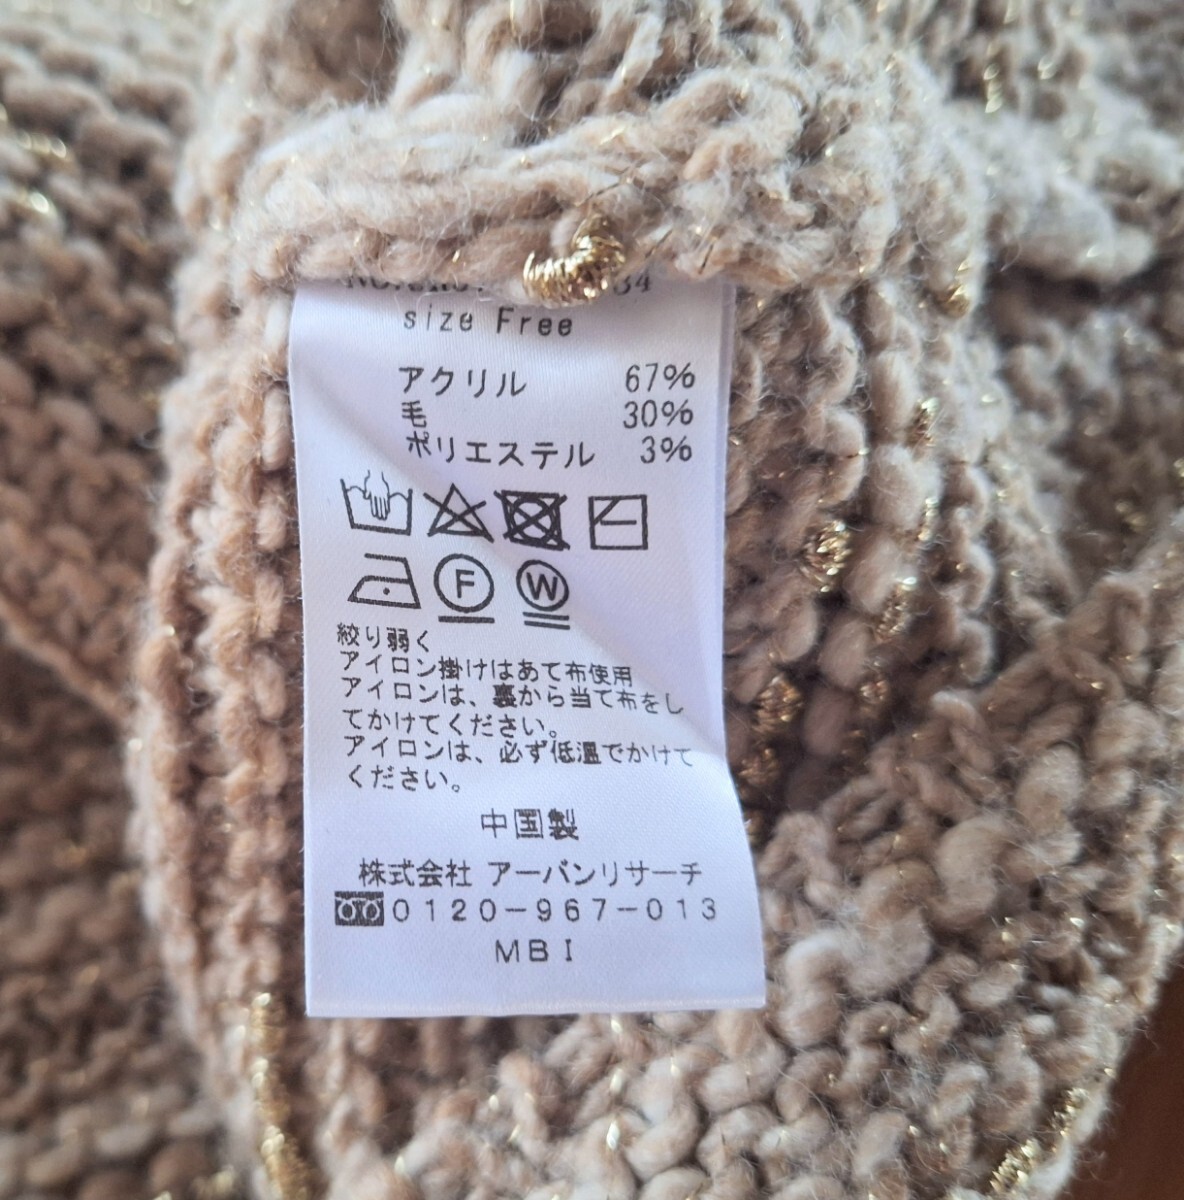 size Free
アクリル 67%
毛 30%
ポリエステル 3%
F W
絞り弱く
アイロン掛けはあて布使用
アイロンは、裏から当て布をし
てかけてください。
アイロンは、必ず低温でかけて
ください。
中国製
株式会社 アーバンリサーチ
0120-967-013
MBI